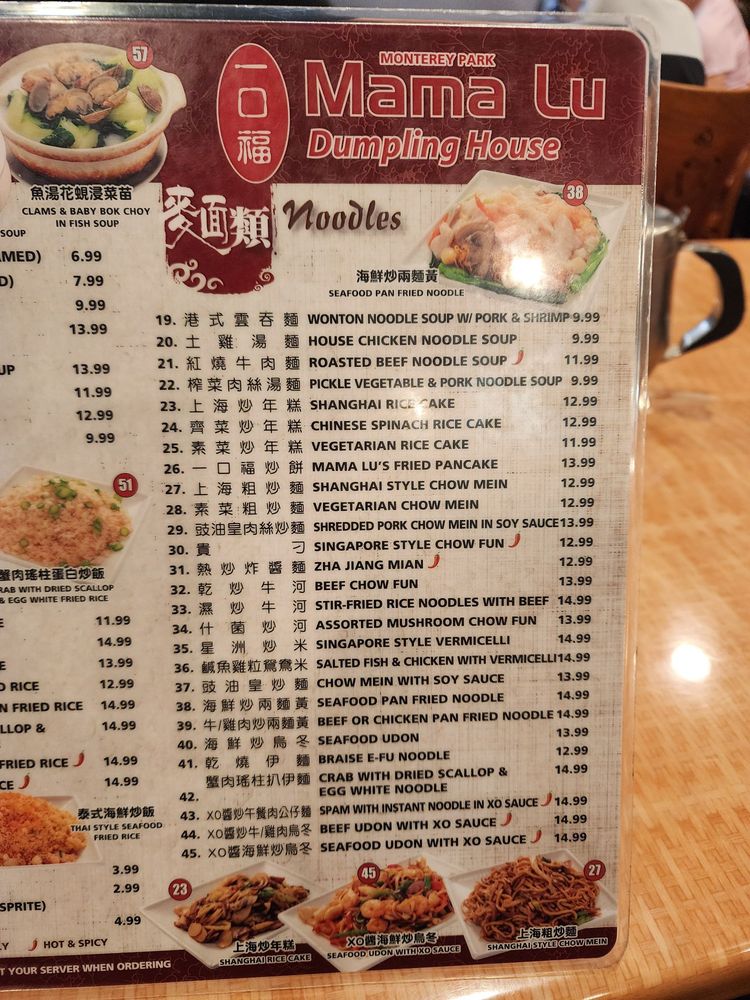 57
一口福
MONTEREY PARK
Mama Lu
Dumpling House
魚湯花蜆浸菜苗
CLAMS & BABY BOK CHOY
IN FISH SOUP
麥面類 Noodles
38
海鮮炒兩麵黃
SEAFOOD PAN FRIED NOODLE
SOUP
AMED) 6.99
D) 7.99
9.99
13.99
UP 13.99
11.99
12.99
9.99
51
蟹肉瑤柱蛋白炒飯
RAB WITH DRIED SCALLOP
& EGG WHITE FRIED RICE
E 11.99
14.99
E 13.99
D RICE 12.99
N FRIED RICE 14.99
ALLOP & 14.99
FRIED RICE 14.99
CE 14.99
泰式海鮮炒飯
THAI STYLE SEAFOOD
FRIED RICE
3.99
2.99
SPRITE)
4.99
LY HOT & SPICY
T YOUR SERVER WHEN ORDERING
19. 港式雲吞麵 WONTON NOODLE SOUP W/ PORK & SHRIMP 9.99
20. 土雞湯麵 HOUSE CHICKEN NOODLE SOUP 9.99
21. 紅燒牛肉麵 ROASTED BEEF NOODLE SOUP 11.99
22. 榨菜肉絲湯麵 PICKLE VEGETABLE & PORK NOODLE SOUP 9.99
23. 上海炒年糕 SHANGHAI RICE CAKE 12.99
24. 齊菜炒年糕 CHINESE SPINACH RICE CAKE 12.99
25. 素菜炒年糕 VEGETARIAN RICE CAKE 11.99
26. 一口福炒餅 MAMA LU'S FRIED PANCAKE 13.99
27. 上海粗炒麵 SHANGHAI STYLE CHOW MEIN 12.99
28. 素菜粗炒麵 VEGETARIAN CHOW MEIN 12.99
29. 豉油皇肉絲炒麵 SHREDDED PORK CHOW MEIN IN SOY SAUCE 13.99
30. 貴刁 SINGAPORE STYLE CHOW FUN 12.99
31. 熱炒炸醬麵 ZHA JIANG MIAN 12.99
32. 乾炒牛河 BEEF CHOW FUN 13.99
33. 濕炒牛河 STIR-FRIED RICE NOODLES WITH BEEF 14.99
34. 什菌炒河 ASSORTED MUSHROOM CHOW FUN 13.99
35. 星洲炒米 SINGAPORE STYLE VERMICELLI 14.99
36. 鹹魚雞粒鴛鴦米 SALTED FISH & CHICKEN WITH VERMICELLI 14.99
37. 豉油皇炒麵 CHOW MEIN WITH SOY SAUCE 13.99
38. 海鮮炒兩麵黃 SEAFOOD PAN FRIED NOODLE 14.99
39. 牛/雞肉炒兩麵黃 BEEF OR CHICKEN PAN FRIED NOODLE 14.99
40. 海鮮炒烏冬 SEAFOOD UDON 13.99
41. 乾燒伊麵 BRAISE E-FU NOODLE 12.99
蟹肉瑤柱扒伊麵 CRAB WITH DRIED SCALLOP & 14.99
42. EGG WHITE NOODLE
43. XO醬炒午餐肉公仔麵 SPAM WITH INSTANT NOODLE IN XO SAUCE 14.99
44. XO醬炒牛/雞肉烏冬 BEEF UDON WITH XO SAUCE 14.99
45. XO醬海鮮炒烏冬 SEAFOOD UDON WITH XO SAUCE 14.99
23
上海炒年糕
SHANGHAI RICE CAKE
45
XO醬海鮮炒烏冬
SEAFOOD UDON WITH XO SAUCE
27
上海粗炒麵
SHANGHAI STYLE CHOW MEIN